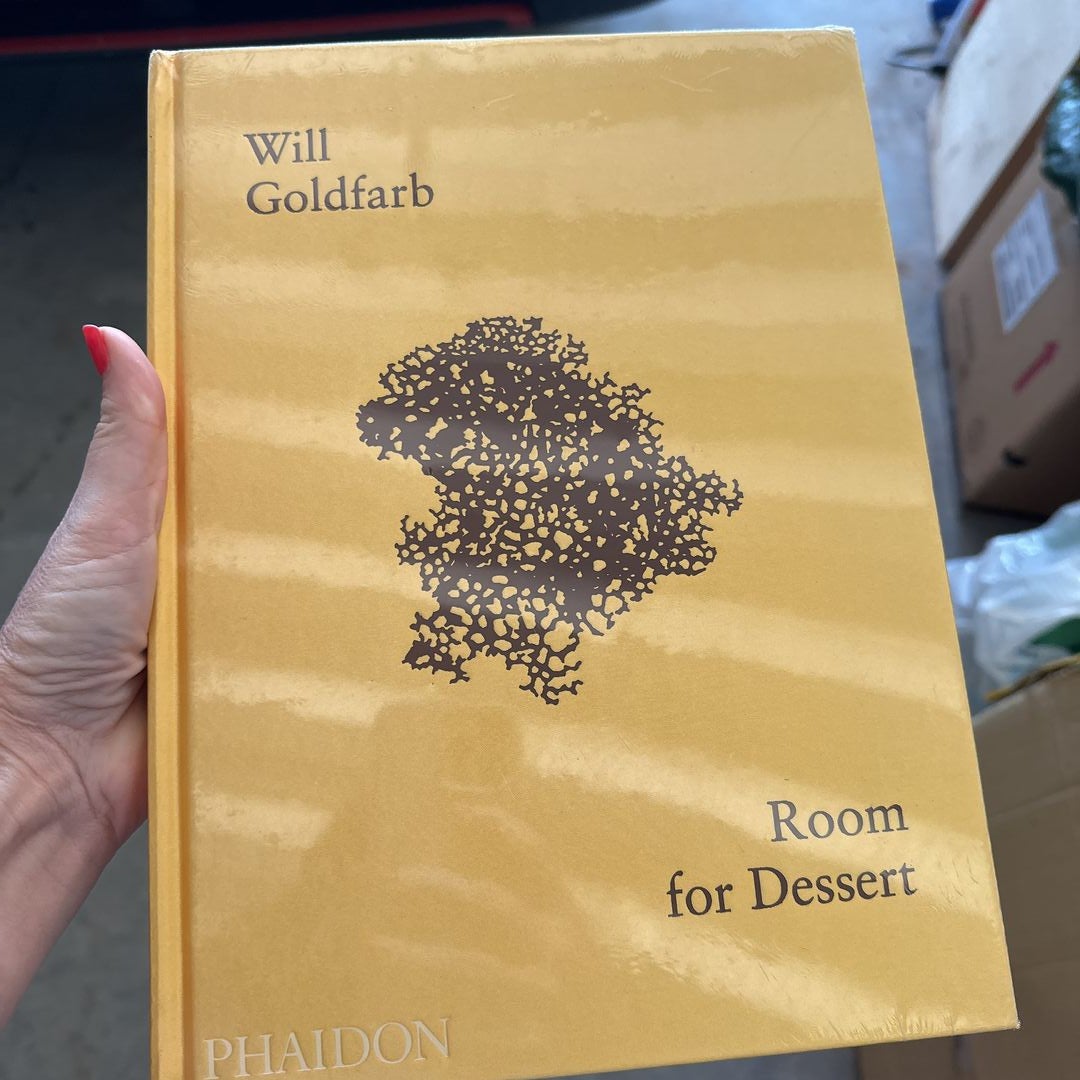 Will
Goldfarb
Room
for Dessert
PHAIDON